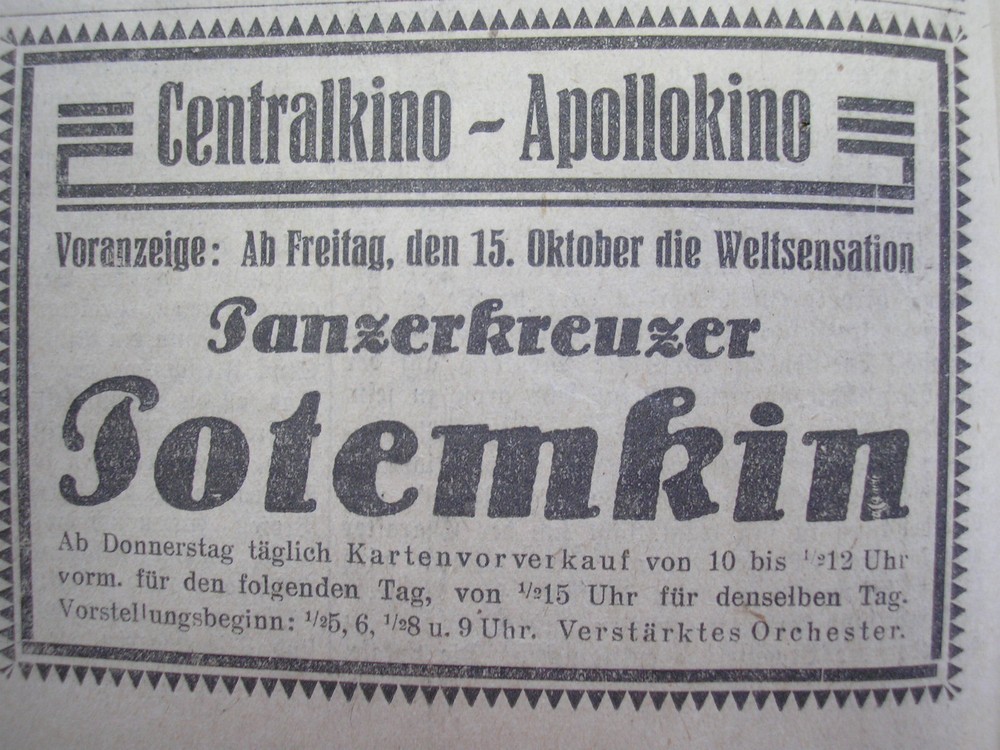 Centralkino - Apollokino
Voranzeige: Ab Freitag, den 15. Oktober die Weltsensation
Panzerkreuzer
Potemkin
Ab Donnerstag täglich Kartenvorverkauf von 10 bis ½12 Uhr
vorm. für den folgenden Tag, von ½15 Uhr für denselben Tag.
Vorstellungsbeginn: ½5, 6, ½8 u. 9 Uhr. Verstärktes Orchester.